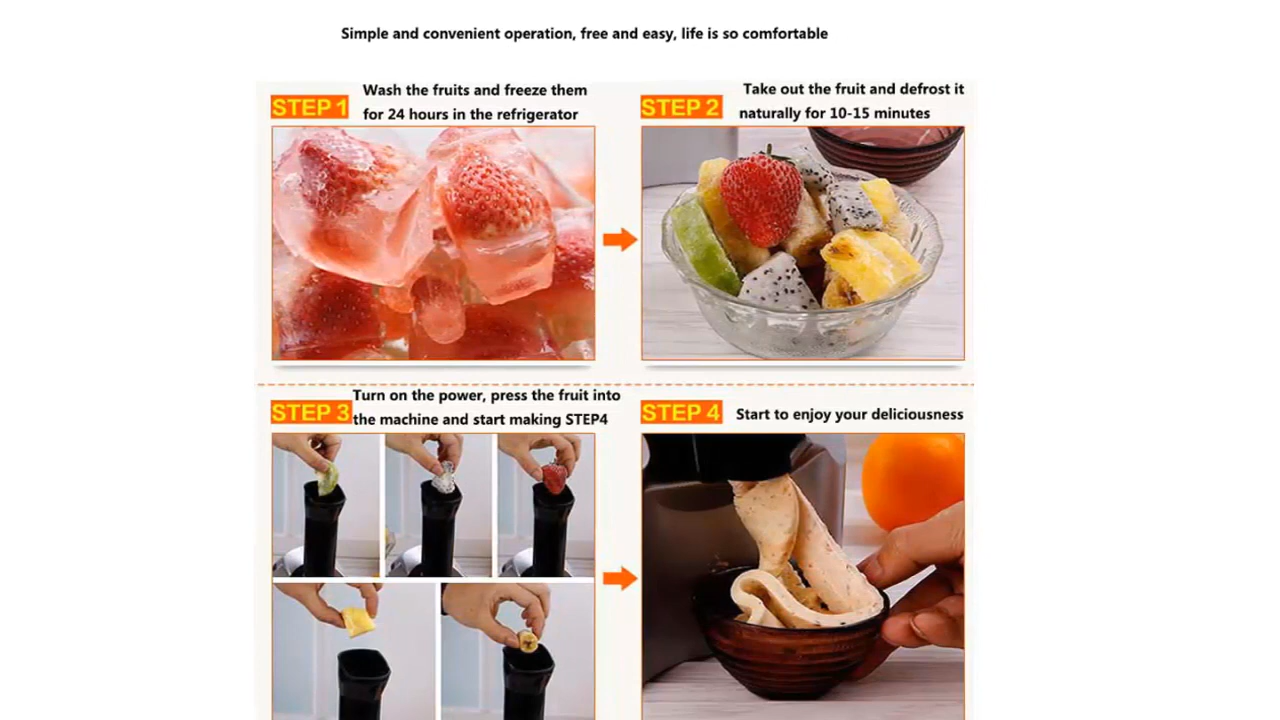 Simple and convenient operation, free and easy, life is so comfortable
STEP 1
Wash the fruits and freeze them
for 24 hours in the refrigerator
STEP 2
Take out the fruit and defrost it
naturally for 10-15 minutes
STEP 3
Turn on the power, press the fruit into
the machine and start making STEP4
STEP 4
Start to enjoy your deliciousness